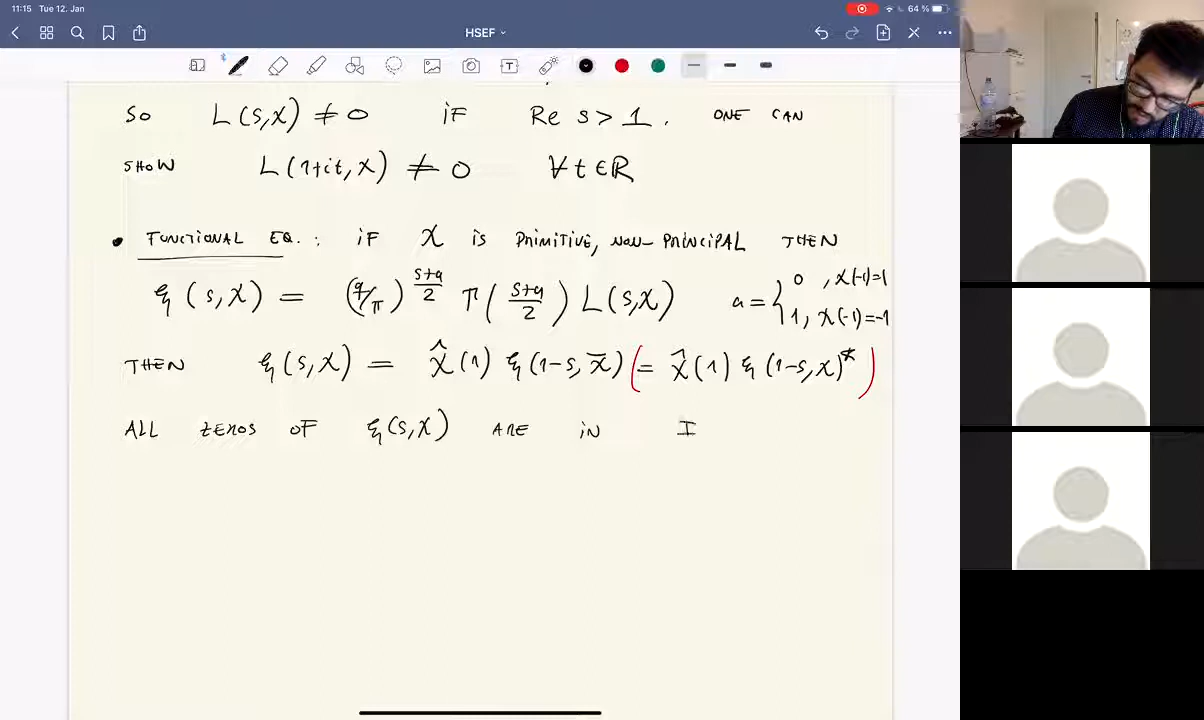 11:15 Tue 12. Jan 64 %
HSEF
So L(s,χ) ≠ 0 iF Re s > 1. ONE CAN
SHOW L(1+it, χ) ≠ 0 ∀ t ∈ ℝ
• FUNCTIONAL EQ.: iF χ is PRIMITIVE, NON-PRINCIPAL THEN
ξ(s,χ) = (q/π)^{(s+a)/2} Γ((s+a)/2) L(s,χ) a = { 0, χ(-1)=1
1, χ(-1)=-1
THEN ξ(s,χ) = χ̂(1) ξ(1-s, χ̄) (= χ̂(1) ξ(1-s,χ)*)
ALL ZEROS OF ξ(s,χ) ARE iN I